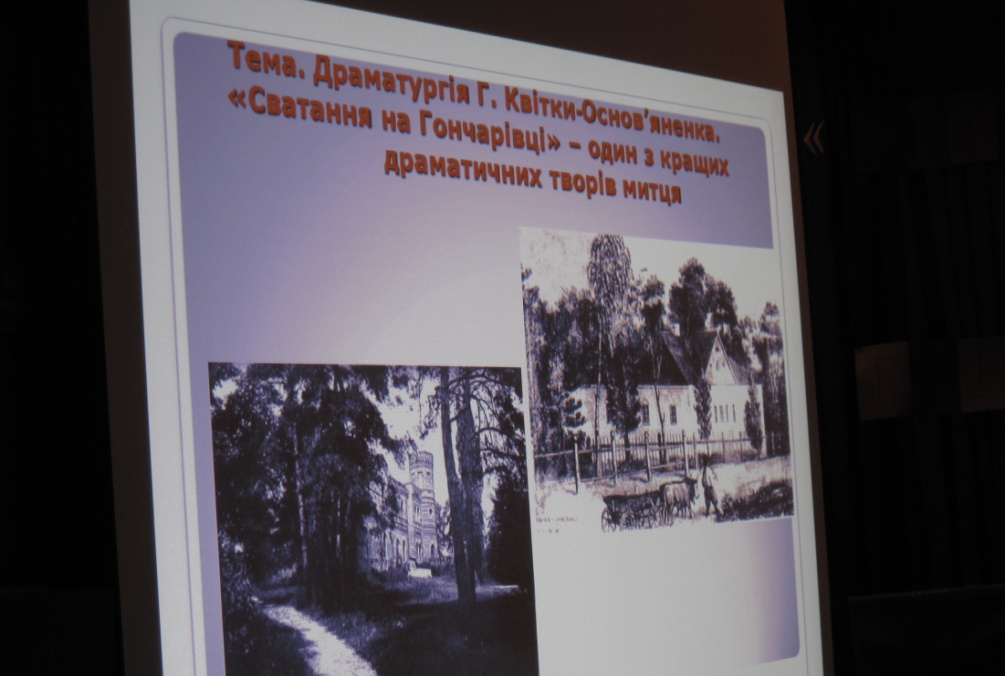 Тема. Драматургія Г. Квітки-Основ'яненка.
«Сватання на Гончарівці» – один з кращих
драматичних творів митця
«